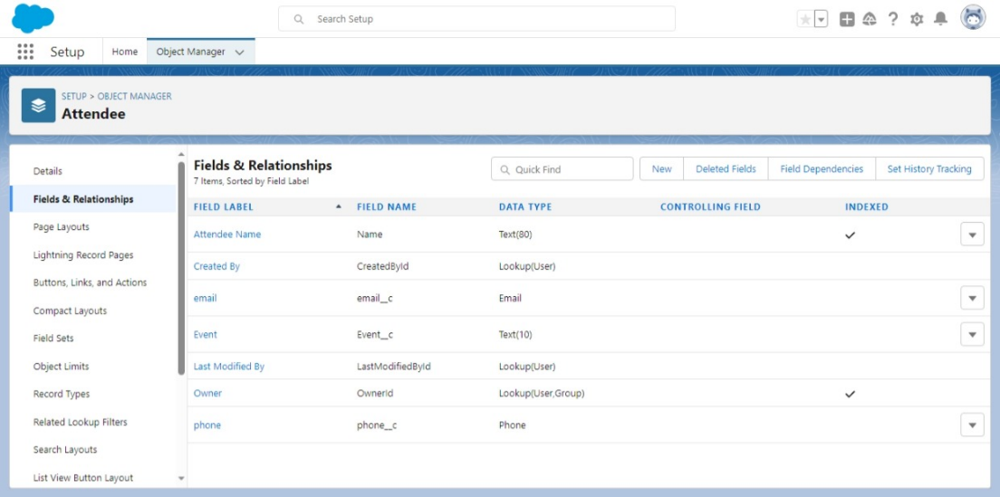 Search Setup
Setup Home Object Manager
SETUP > OBJECT MANAGER
Attendee
Details
Fields & Relationships
Page Layouts
Lightning Record Pages
Buttons, Links, and Actions
Compact Layouts
Field Sets
Object Limits
Record Types
Related Lookup Filters
Search Layouts
List View Button Layout
Fields & Relationships
7 Items, Sorted by Field Label
Quick Find New Deleted Fields Field Dependencies Set History Tracking
FIELD LABEL FIELD NAME DATA TYPE CONTROLLING FIELD INDEXED
Attendee Name Name Text(80)
Created By CreatedById Lookup(User)
email email__c Email
Event Event__c Text(10)
Last Modified By LastModifiedById Lookup(User)
Owner OwnerId Lookup(User,Group)
phone phone__c Phone